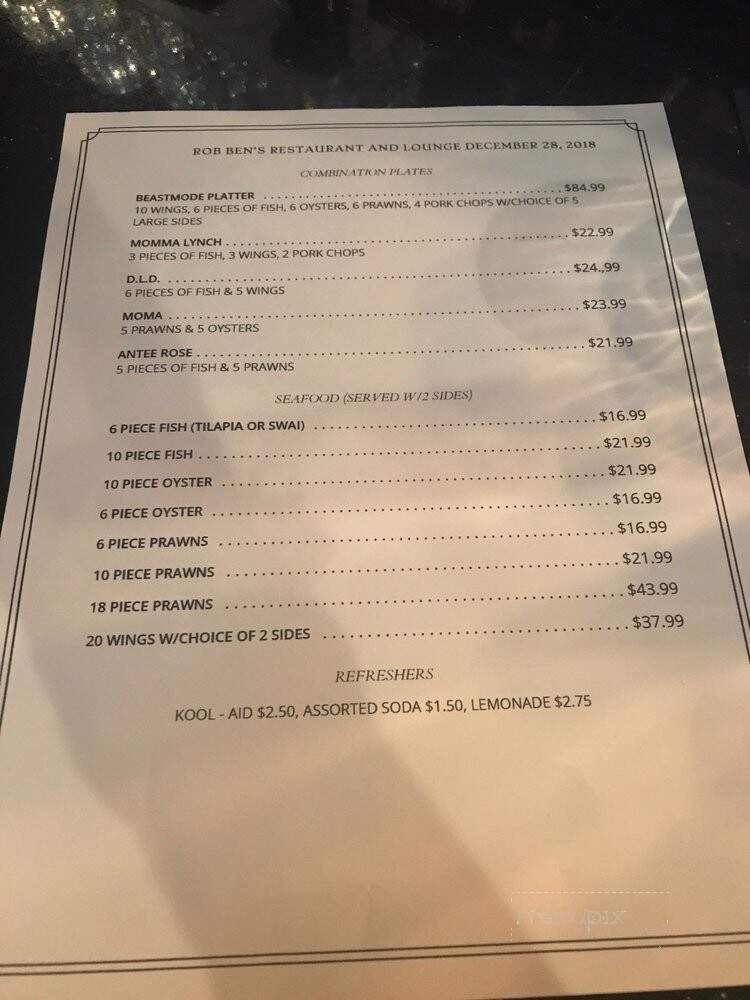 ROB BEN'S RESTAURANT AND LOUNGE DECEMBER 28, 2018
COMBINATION PLATES
BEASTMODE PLATTER ........................................ $84.99
10 WINGS, 6 PIECES OF FISH, 6 OYSTERS, 6 PRAWNS, 4 PORK CHOPS W/CHOICE OF 5
LARGE SIDES
MOMMA LYNCH ........................................ $22.99
3 PIECES OF FISH, 3 WINGS, 2 PORK CHOPS
D.L.D. ........................................ $24.,99
6 PIECES OF FISH & 5 WINGS
MOMA ........................................ $23.99
5 PRAWNS & 5 OYSTERS
ANTEE ROSE ........................................ $21.99
5 PIECES OF FISH & 5 PRAWNS
SEAFOOD (SERVED W/2 SIDES)
6 PIECE FISH (TILAPIA OR SWAI) .............................. $16.99
10 PIECE FISH ........................................ $21.99
10 PIECE OYSTER ........................................ $21.99
6 PIECE OYSTER ........................................ $16.99
6 PIECE PRAWNS ........................................ $16.99
10 PIECE PRAWNS ........................................ $21.99
18 PIECE PRAWNS ........................................ $43.99
20 WINGS W/CHOICE OF 2 SIDES .............................. $37.99
REFRESHERS
KOOL - AID $2.50, ASSORTED SODA $1.50, LEMONADE $2.75
menupix